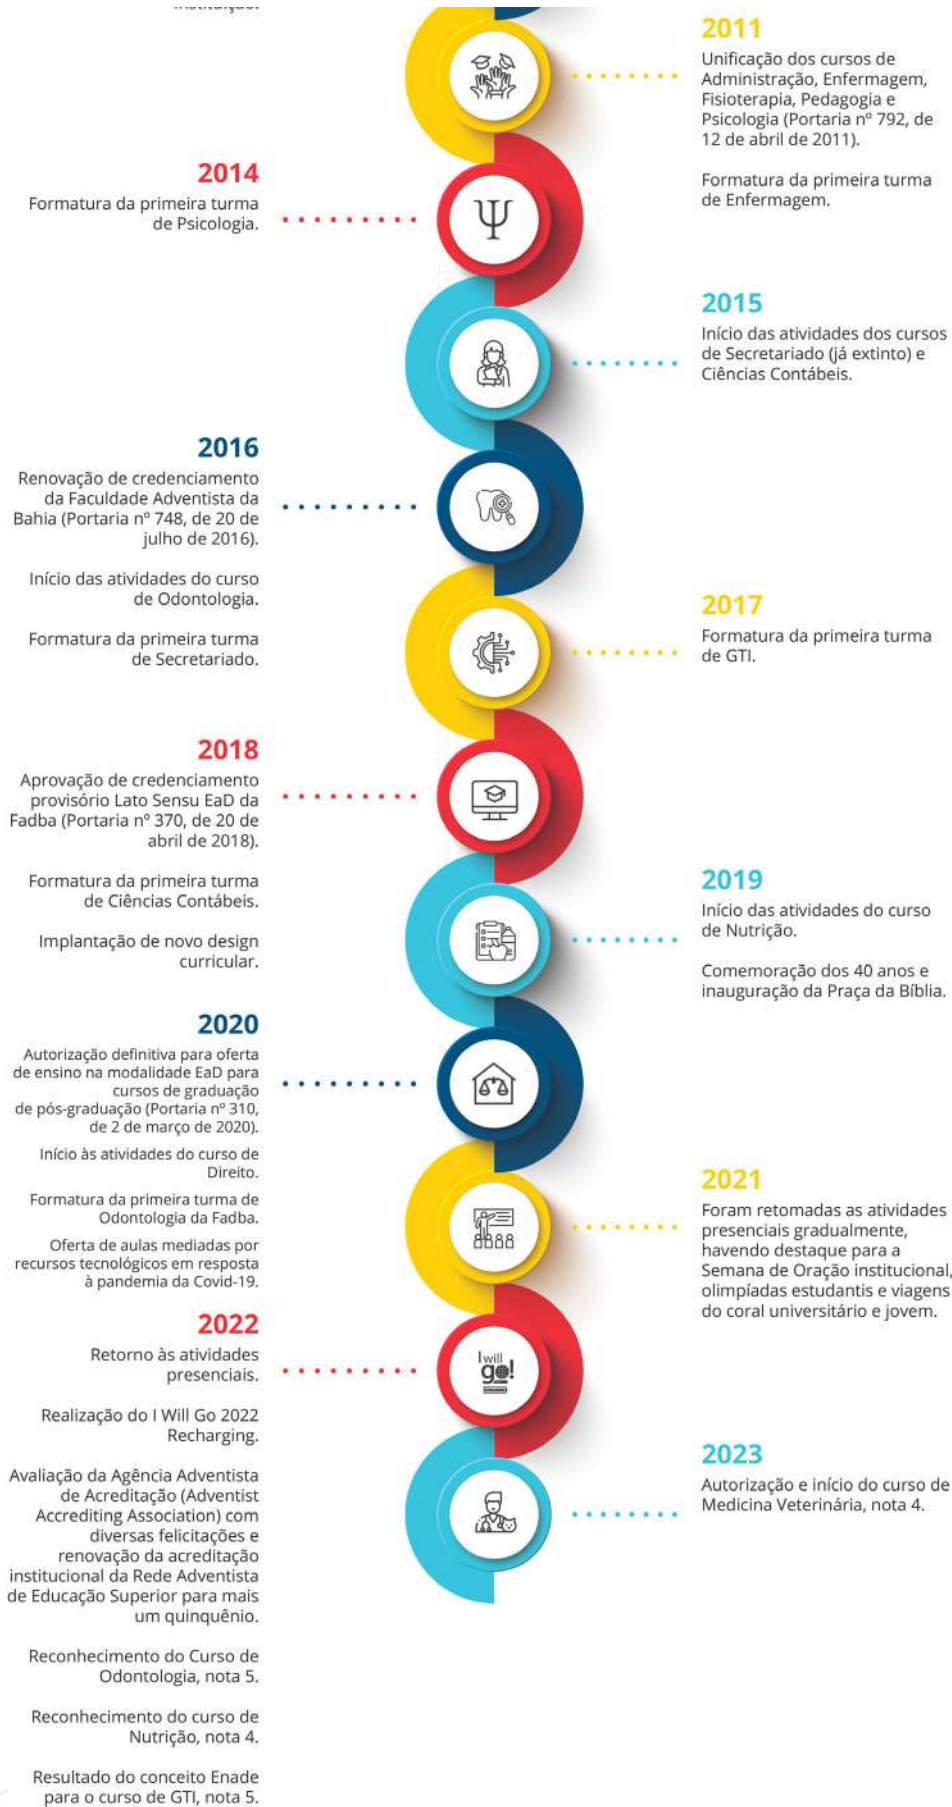 2011
Unificação dos cursos de
Administração, Enfermagem,
Fisioterapia, Pedagogia e
Psicologia (Portaria nº 792, de
12 de abril de 2011).
Formatura da primeira turma
de Enfermagem.
2014
Formatura da primeira turma
de Psicologia.
2015
Início das atividades dos cursos
de Secretariado (já extinto) e
Ciências Contábeis.
2016
Renovação de credenciamento
da Faculdade Adventista da
Bahia (Portaria nº 748, de 20 de
julho de 2016).
Início das atividades do curso
de Odontologia.
Formatura da primeira turma
de Secretariado.
2017
Formatura da primeira turma
de GTI.
2018
Aprovação de credenciamento
provisório Lato Sensu EaD da
Fadba (Portaria nº 370, de 20 de
abril de 2018).
Formatura da primeira turma
de Ciências Contábeis.
Implantação de novo design
curricular.
2019
Início das atividades do curso
de Nutrição.
Comemoração dos 40 anos e
inauguração da Praça da Bíblia.
2020
Autorização definitiva para oferta
de ensino na modalidade EaD para
cursos de graduação
de pós-graduação (Portaria nº 310,
de 2 de março de 2020).
Início às atividades do curso de
Direito.
Formatura da primeira turma de
Odontologia da Fadba.
Oferta de aulas mediadas por
recursos tecnológicos em resposta
à pandemia da Covid-19.
2021
Foram retomadas as atividades
presenciais gradualmente,
havendo destaque para a
Semana de Oração institucional,
olimpíadas estudantis e viagens
do coral universitário e jovem.
2022
Retorno às atividades
presenciais.
Realização do I Will Go 2022
Recharging.
Avaliação da Agência Adventista
de Acreditação (Adventist
Accrediting Association) com
diversas felicitações e
renovação da acreditação
institucional da Rede Adventista
de Educação Superior para mais
um quinquênio.
Reconhecimento do Curso de
Odontologia, nota 5.
Reconhecimento do curso de
Nutrição, nota 4.
Resultado do conceito Enade
para o curso de GTI, nota 5.
I will
go!
2023
Autorização e início do curso de
Medicina Veterinária, nota 4.